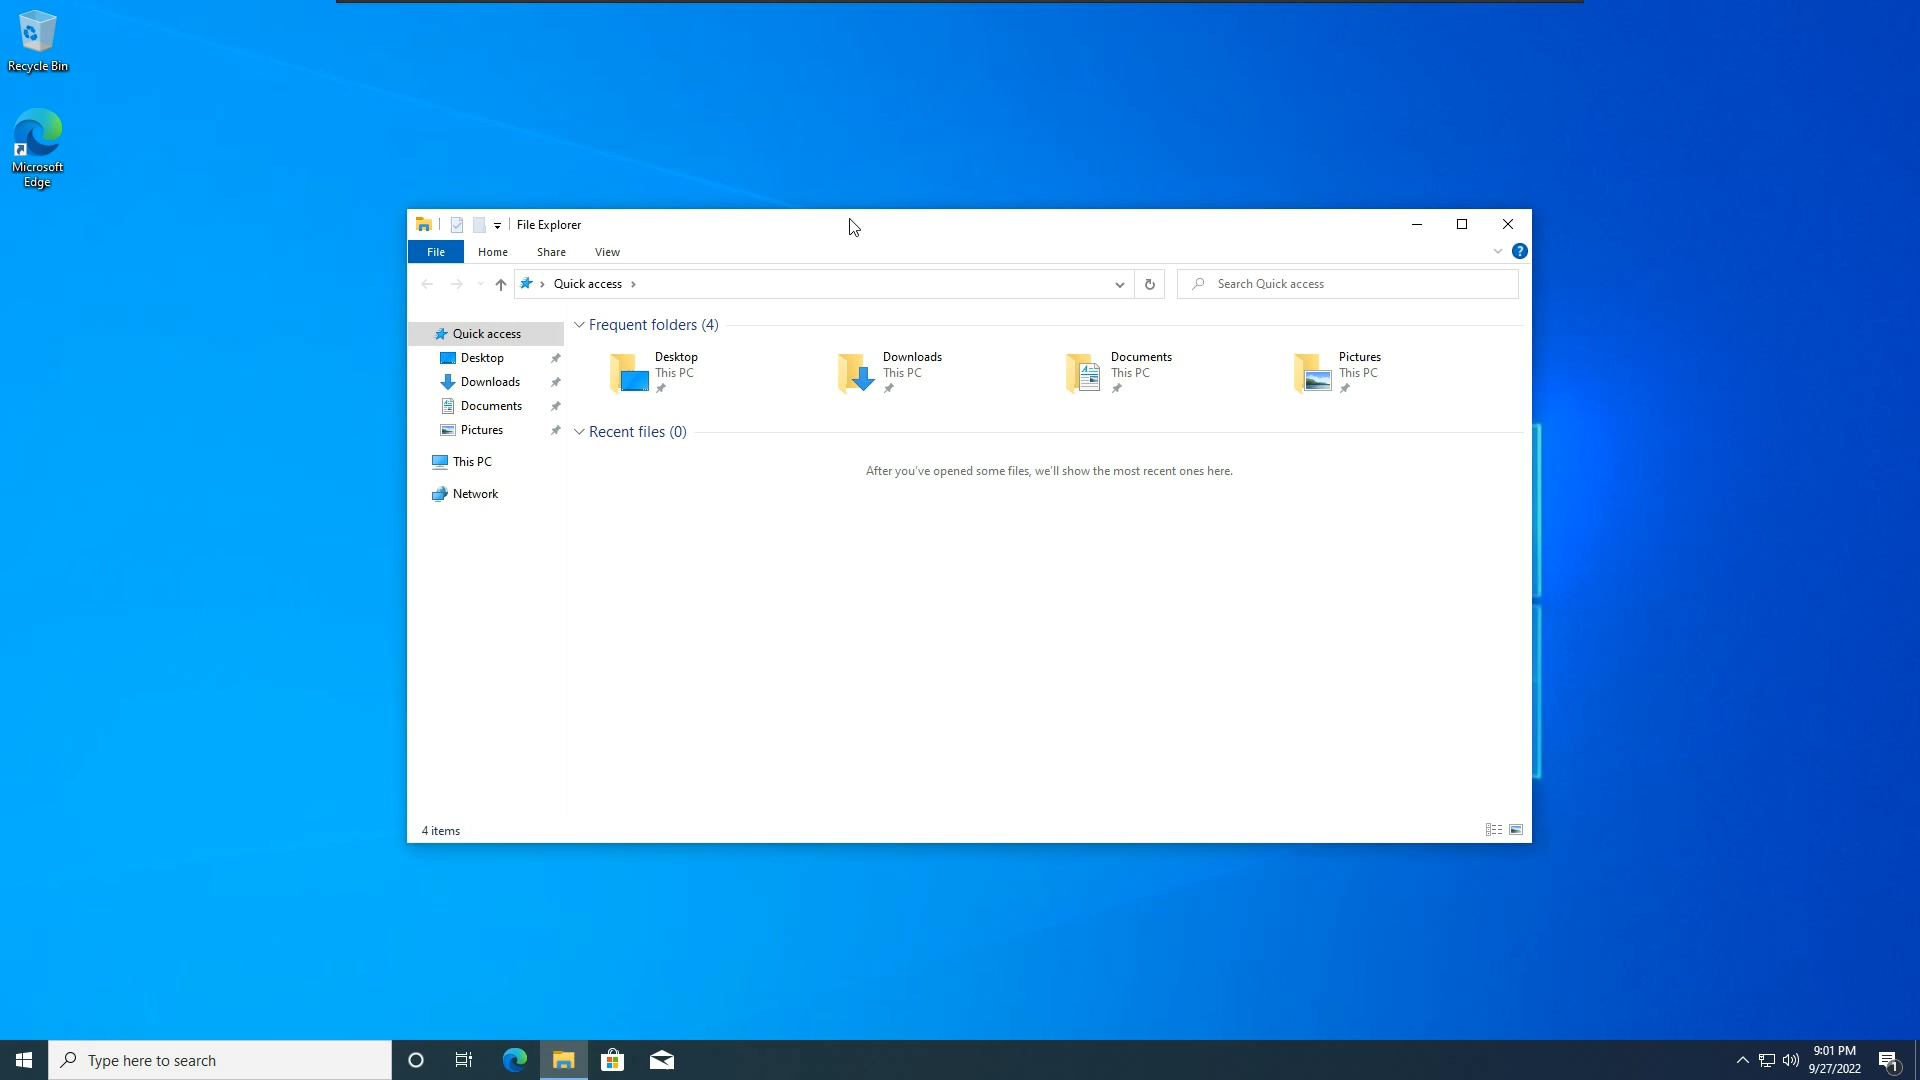 Recycle Bin
Microsoft
Edge
File Explorer
File
Home
Share
View
?
Quick access
Search Quick access
Quick access
Desktop
Downloads
Documents
Pictures
This PC
Network
Frequent folders (4)
Desktop
This PC
Downloads
This PC
Documents
This PC
Pictures
This PC
Recent files (0)
After you've opened some files, we'll show the most recent ones here.
4 items
Type here to search
9:01 PM
9/27/2022
1